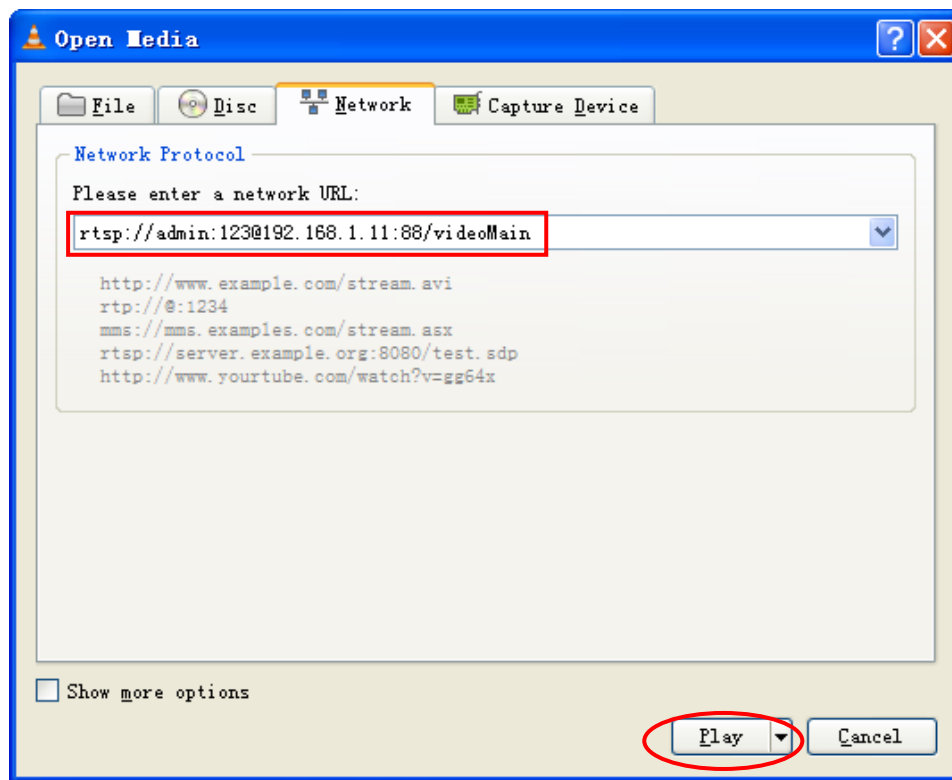 Open Media
File Disc Network Capture Device
Network Protocol
Please enter a network URL:
rtsp://admin:123@192.168.1.11:88/videoMain
http://www.example.com/stream.avi
rtp://@:1234
mms://mms.examples.com/stream.asx
rtsp://server.example.org:8080/test.sdp
http://www.yourtube.com/watch?v=gg64x
Show more options
Play Cancel